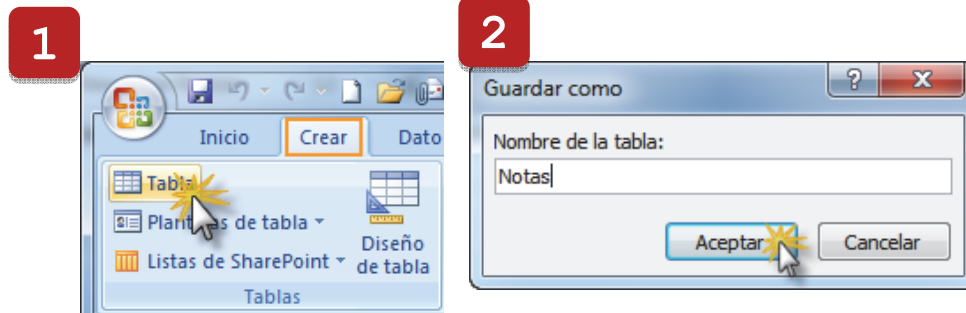 1
Inicio Crear Dato
Tabla
Plantillas de tabla
Listas de SharePoint
Diseño
de tabla
Tablas
2
Guardar como
Nombre de la tabla:
Notas
Aceptar Cancelar